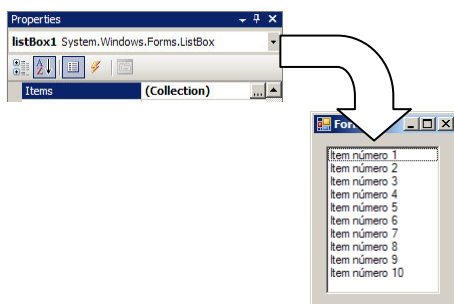 Properties
listBox1 System.Windows.Forms.ListBox
Items (Collection) ...
Item número 1
Item número 2
Item número 3
Item número 4
Item número 5
Item número 6
Item número 7
Item número 8
Item número 9
Item número 10